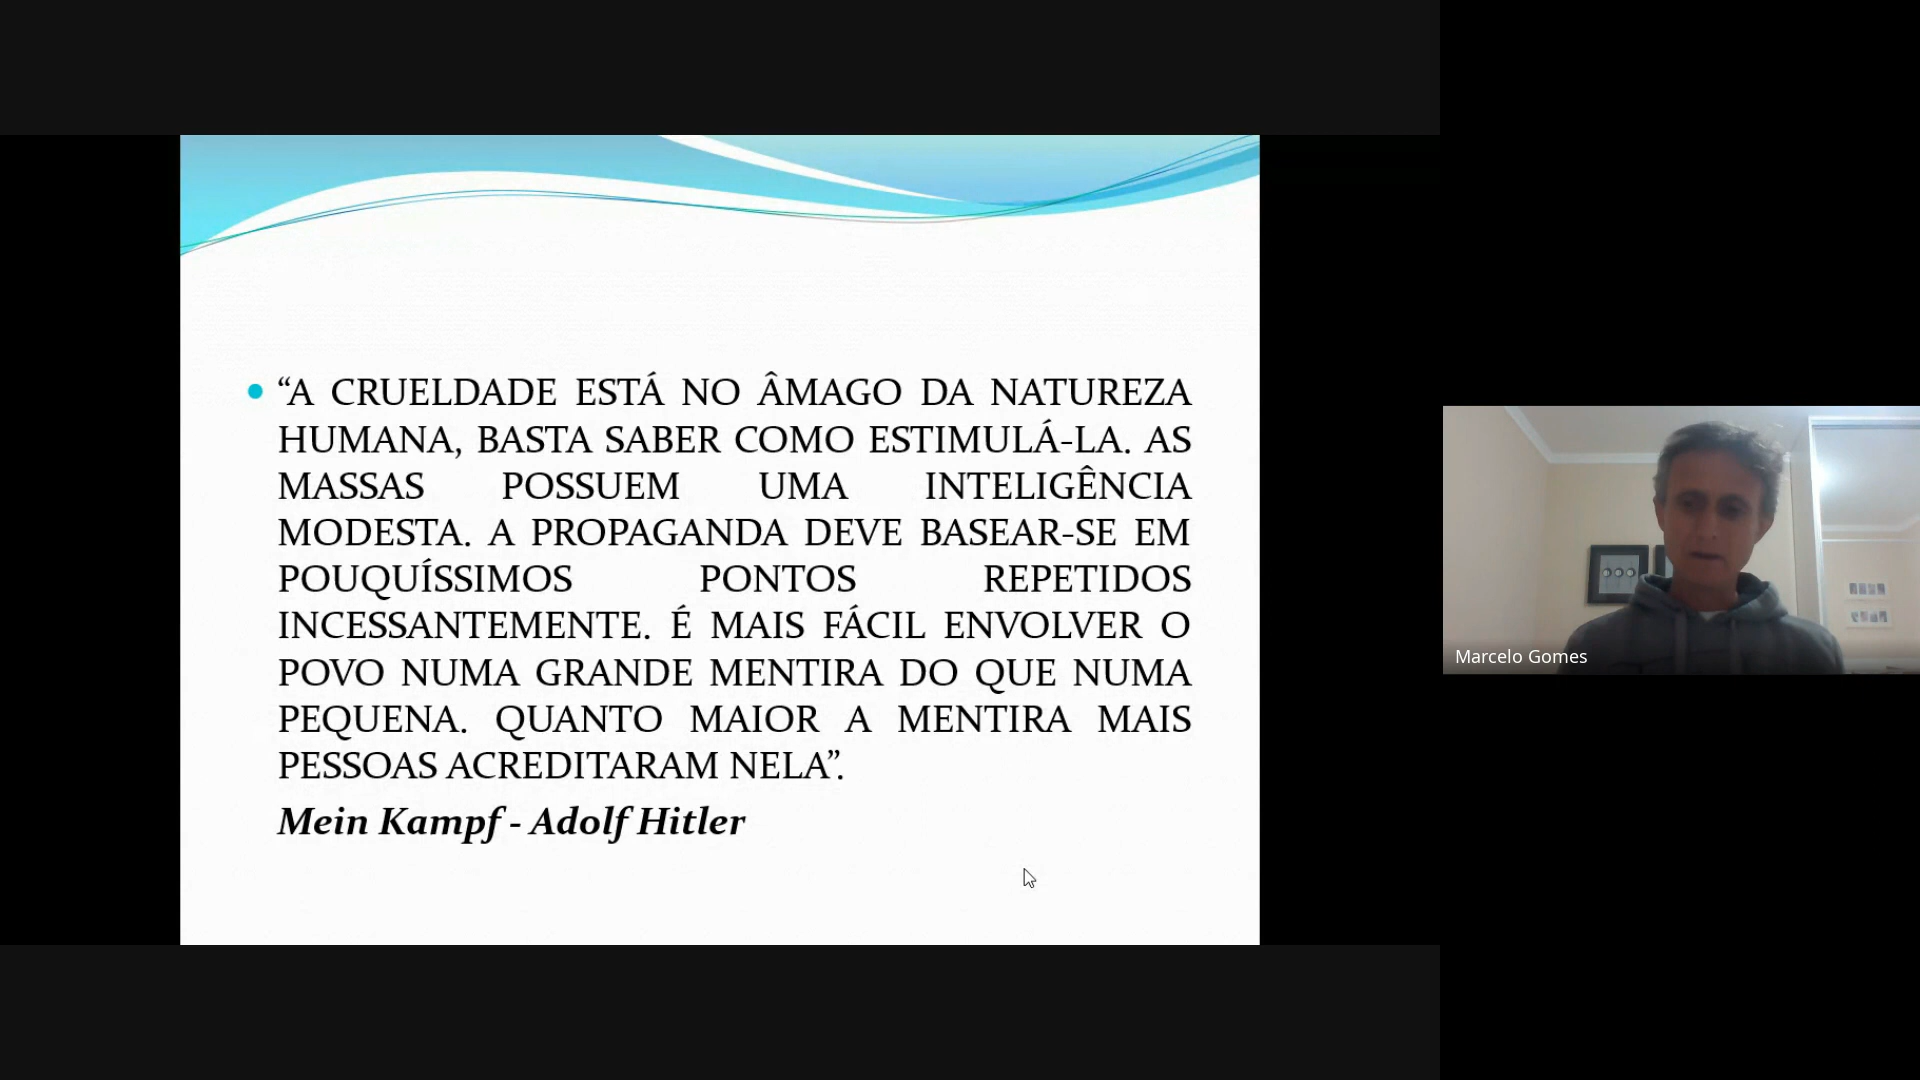 “A CRUELDADE ESTÁ NO ÂMAGO DA NATUREZA
HUMANA, BASTA SABER COMO ESTIMULÁ-LA. AS
MASSAS POSSUEM UMA INTELIGÊNCIA
MODESTA. A PROPAGANDA DEVE BASEAR-SE EM
POUQUÍSSIMOS PONTOS REPETIDOS
INCESSANTEMENTE. É MAIS FÁCIL ENVOLVER O
POVO NUMA GRANDE MENTIRA DO QUE NUMA
PEQUENA. QUANTO MAIOR A MENTIRA MAIS
PESSOAS ACREDITARAM NELA”.
Mein Kampf - Adolf Hitler
Marcelo Gomes